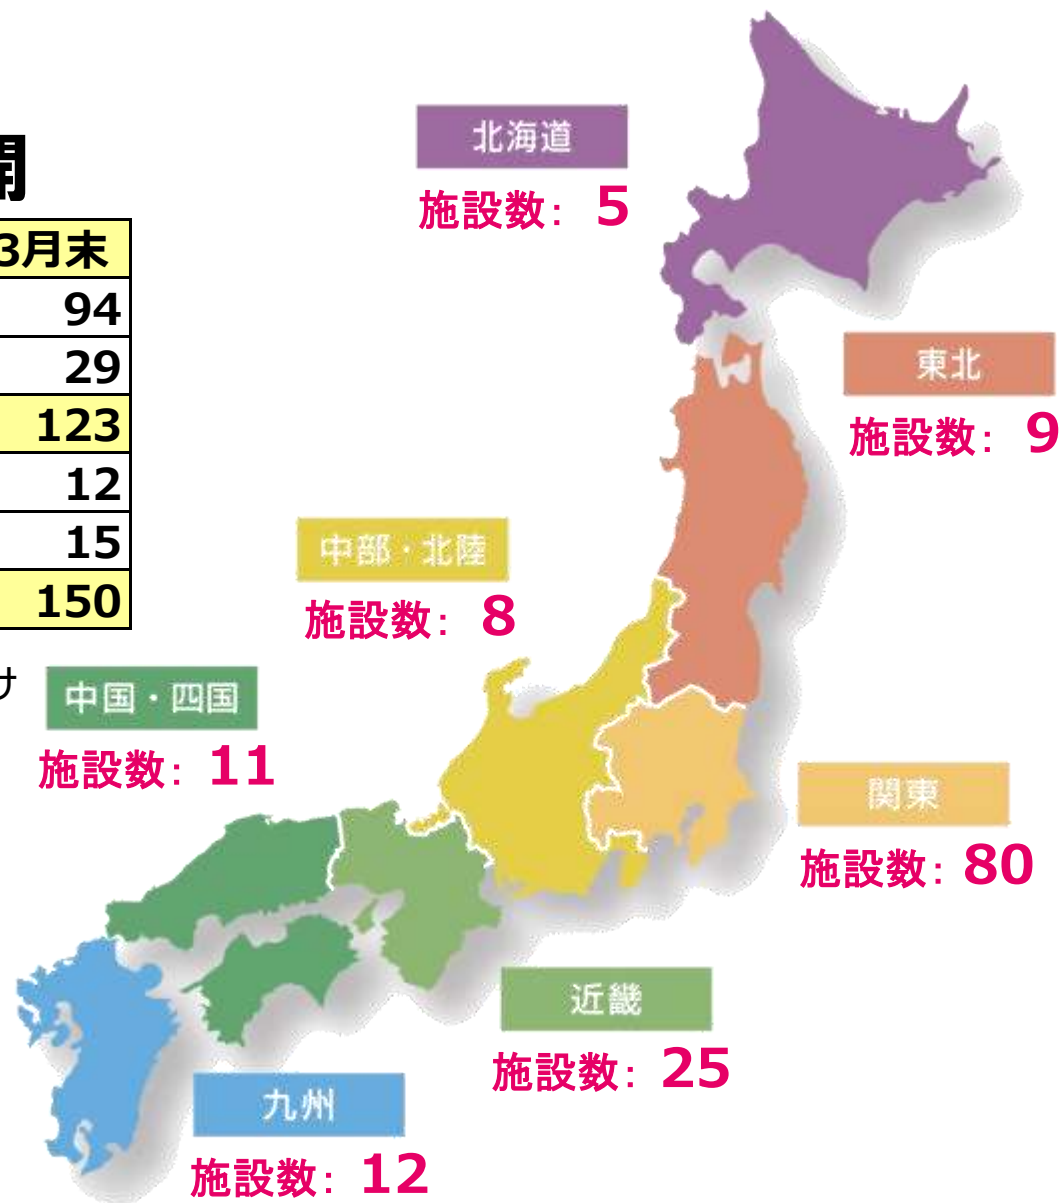 開
3月末
94
29
123
12
15
150
け
北海道
施設数: 5
東北
施設数: 9
中部・北陸
施設数: 8
中国・四国
施設数: 11
関東
施設数: 80
近畿
施設数: 25
九州
施設数: 12